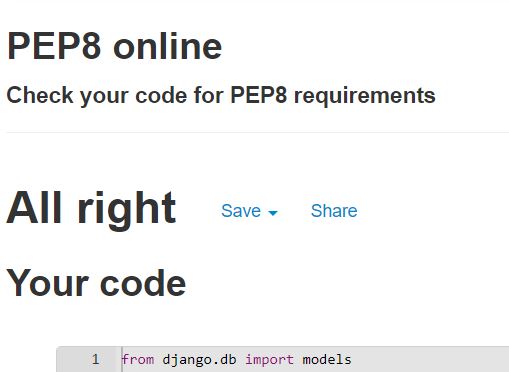 PEP8 online
Check your code for PEP8 requirements
All right Save Share
Your code
1 from django.db import models